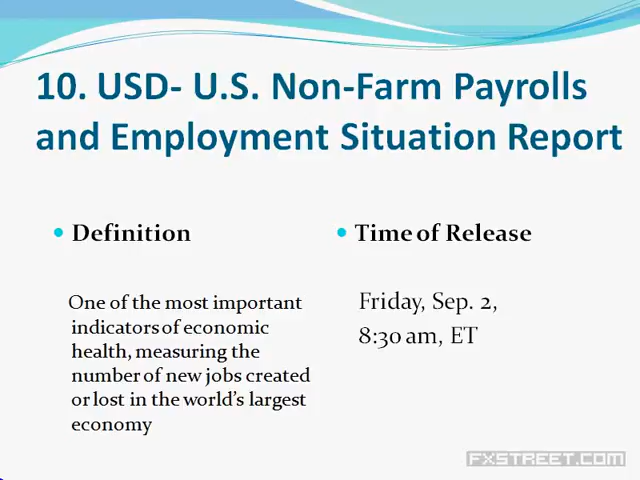 10. USD- U.S. Non-Farm Payrolls
and Employment Situation Report
• Definition
One of the most important
indicators of economic
health, measuring the
number of new jobs created
or lost in the world's largest
economy
• Time of Release
Friday, Sep. 2,
8:30 am, ET
FXSTREET.COM